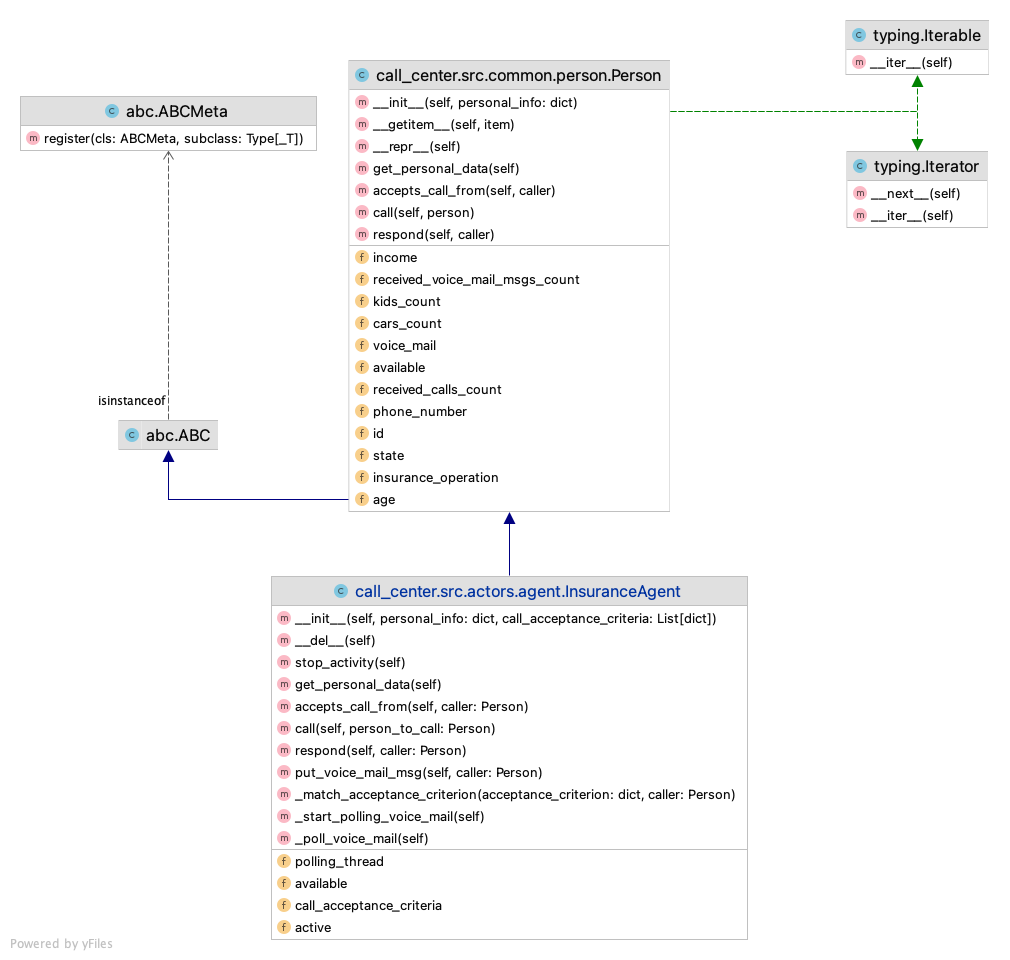 typing.Iterable
__iter__(self)
call_center.src.common.person.Person
__init__(self, personal_info: dict)
__getitem__(self, item)
__repr__(self)
get_personal_data(self)
accepts_call_from(self, caller)
call(self, person)
respond(self, caller)
income
received_voice_mail_msgs_count
kids_count
cars_count
voice_mail
available
received_calls_count
phone_number
id
state
insurance_operation
age
abc.ABCMeta
register(cls: ABCMeta, subclass: Type[_T])
typing.Iterator
__next__(self)
__iter__(self)
isinstanceof
abc.ABC
call_center.src.actors.agent.InsuranceAgent
__init__(self, personal_info: dict, call_acceptance_criteria: List[dict])
__del__(self)
stop_activity(self)
get_personal_data(self)
accepts_call_from(self, caller: Person)
call(self, person_to_call: Person)
respond(self, caller: Person)
put_voice_mail_msg(self, caller: Person)
_match_acceptance_criterion(acceptance_criterion: dict, caller: Person)
_start_polling_voice_mail(self)
_poll_voice_mail(self)
polling_thread
available
call_acceptance_criteria
active
Powered by yFiles